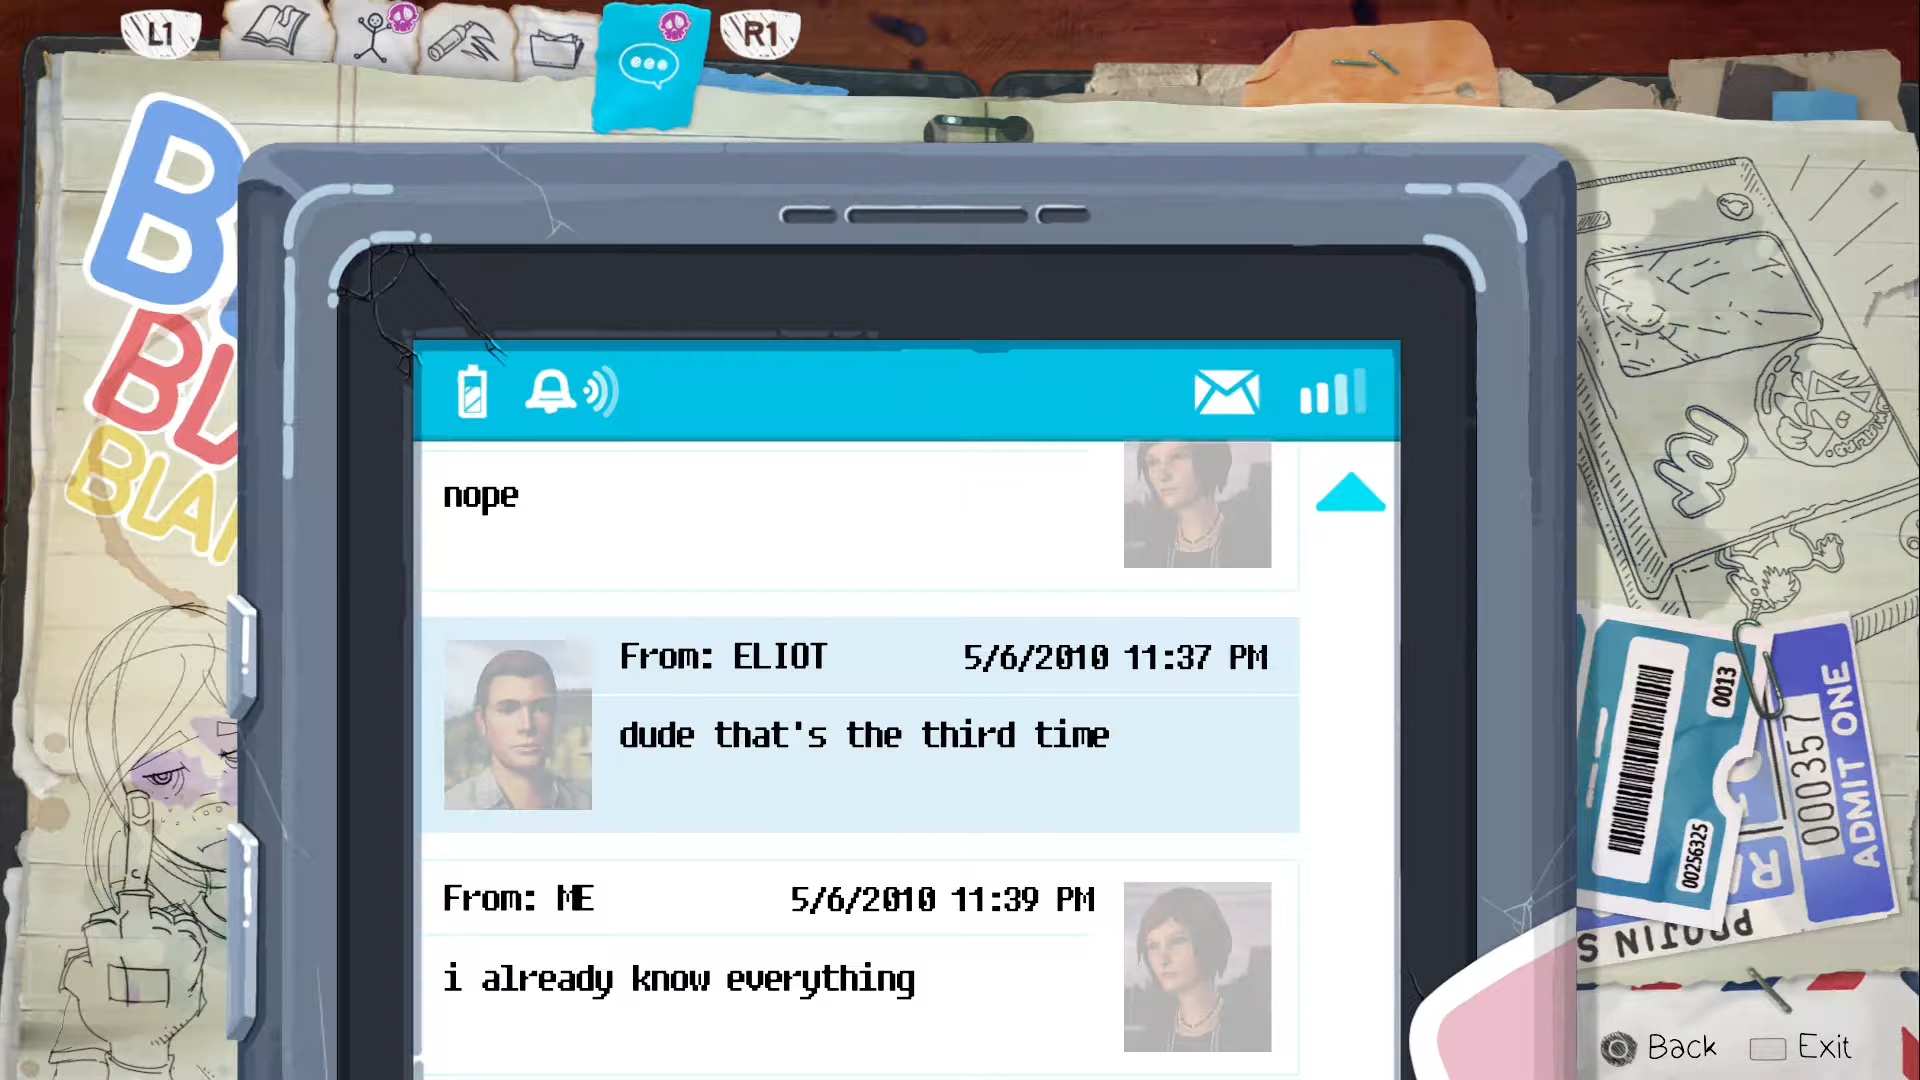 L1
R1
nope
From: ELIOT 5/6/2010 11:37 PM
dude that's the third time
From: ME 5/6/2010 11:39 PM
i already know everything
0013
00256325
000357
ADMIT ONE
Back
Exit